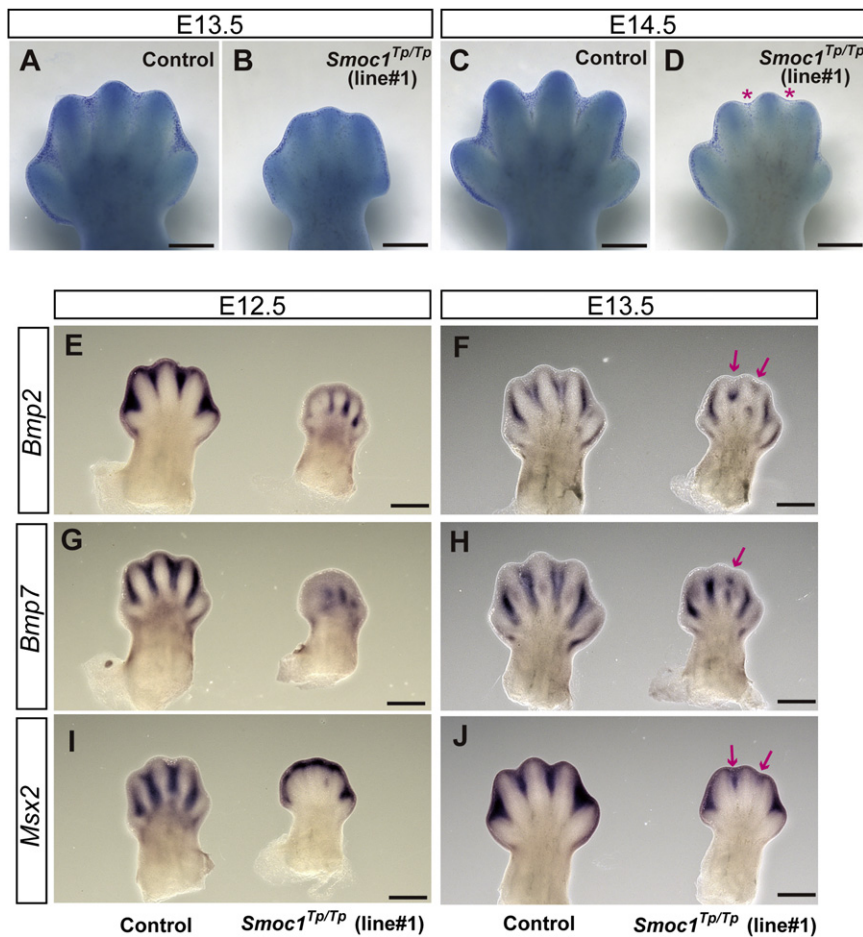 E13.5
E14.5
A
Control
B
Smoc1Tp/Tp
(line#1)
C
Control
D
Smoc1Tp/Tp
(line#1)
*
*
E12.5
E13.5
Bmp2
E
F
Bmp7
G
H
Msx2
I
J
Control
Smoc1Tp/Tp (line#1)
Control
Smoc1Tp/Tp (line#1)